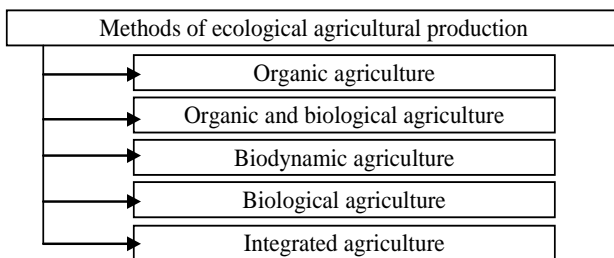 Methods of ecological agricultural production
Organic agriculture
Organic and biological agriculture
Biodynamic agriculture
Biological agriculture
Integrated agriculture